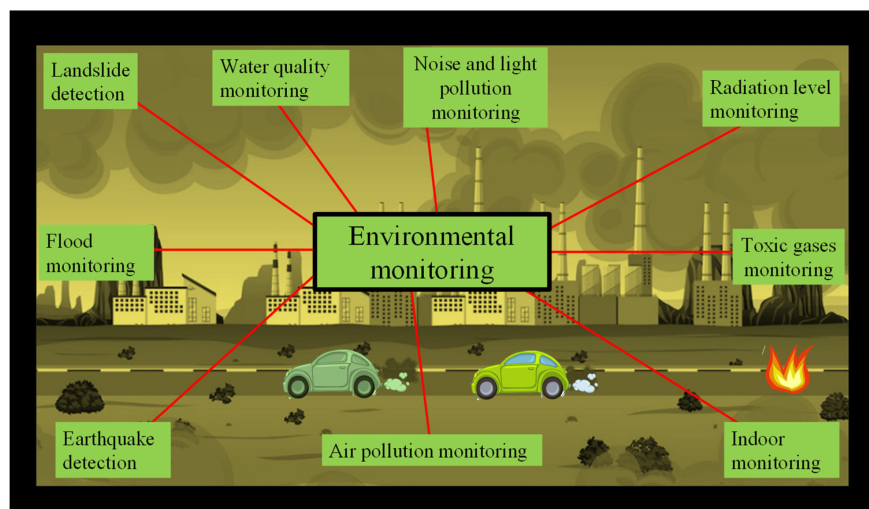 Landslide
detection
Water quality
monitoring
Noise and light
pollution
monitoring
Radiation level
monitoring
Environmental
monitoring
Flood
monitoring
Toxic gases
monitoring
Earthquake
detection
Air pollution monitoring
Indoor
monitoring